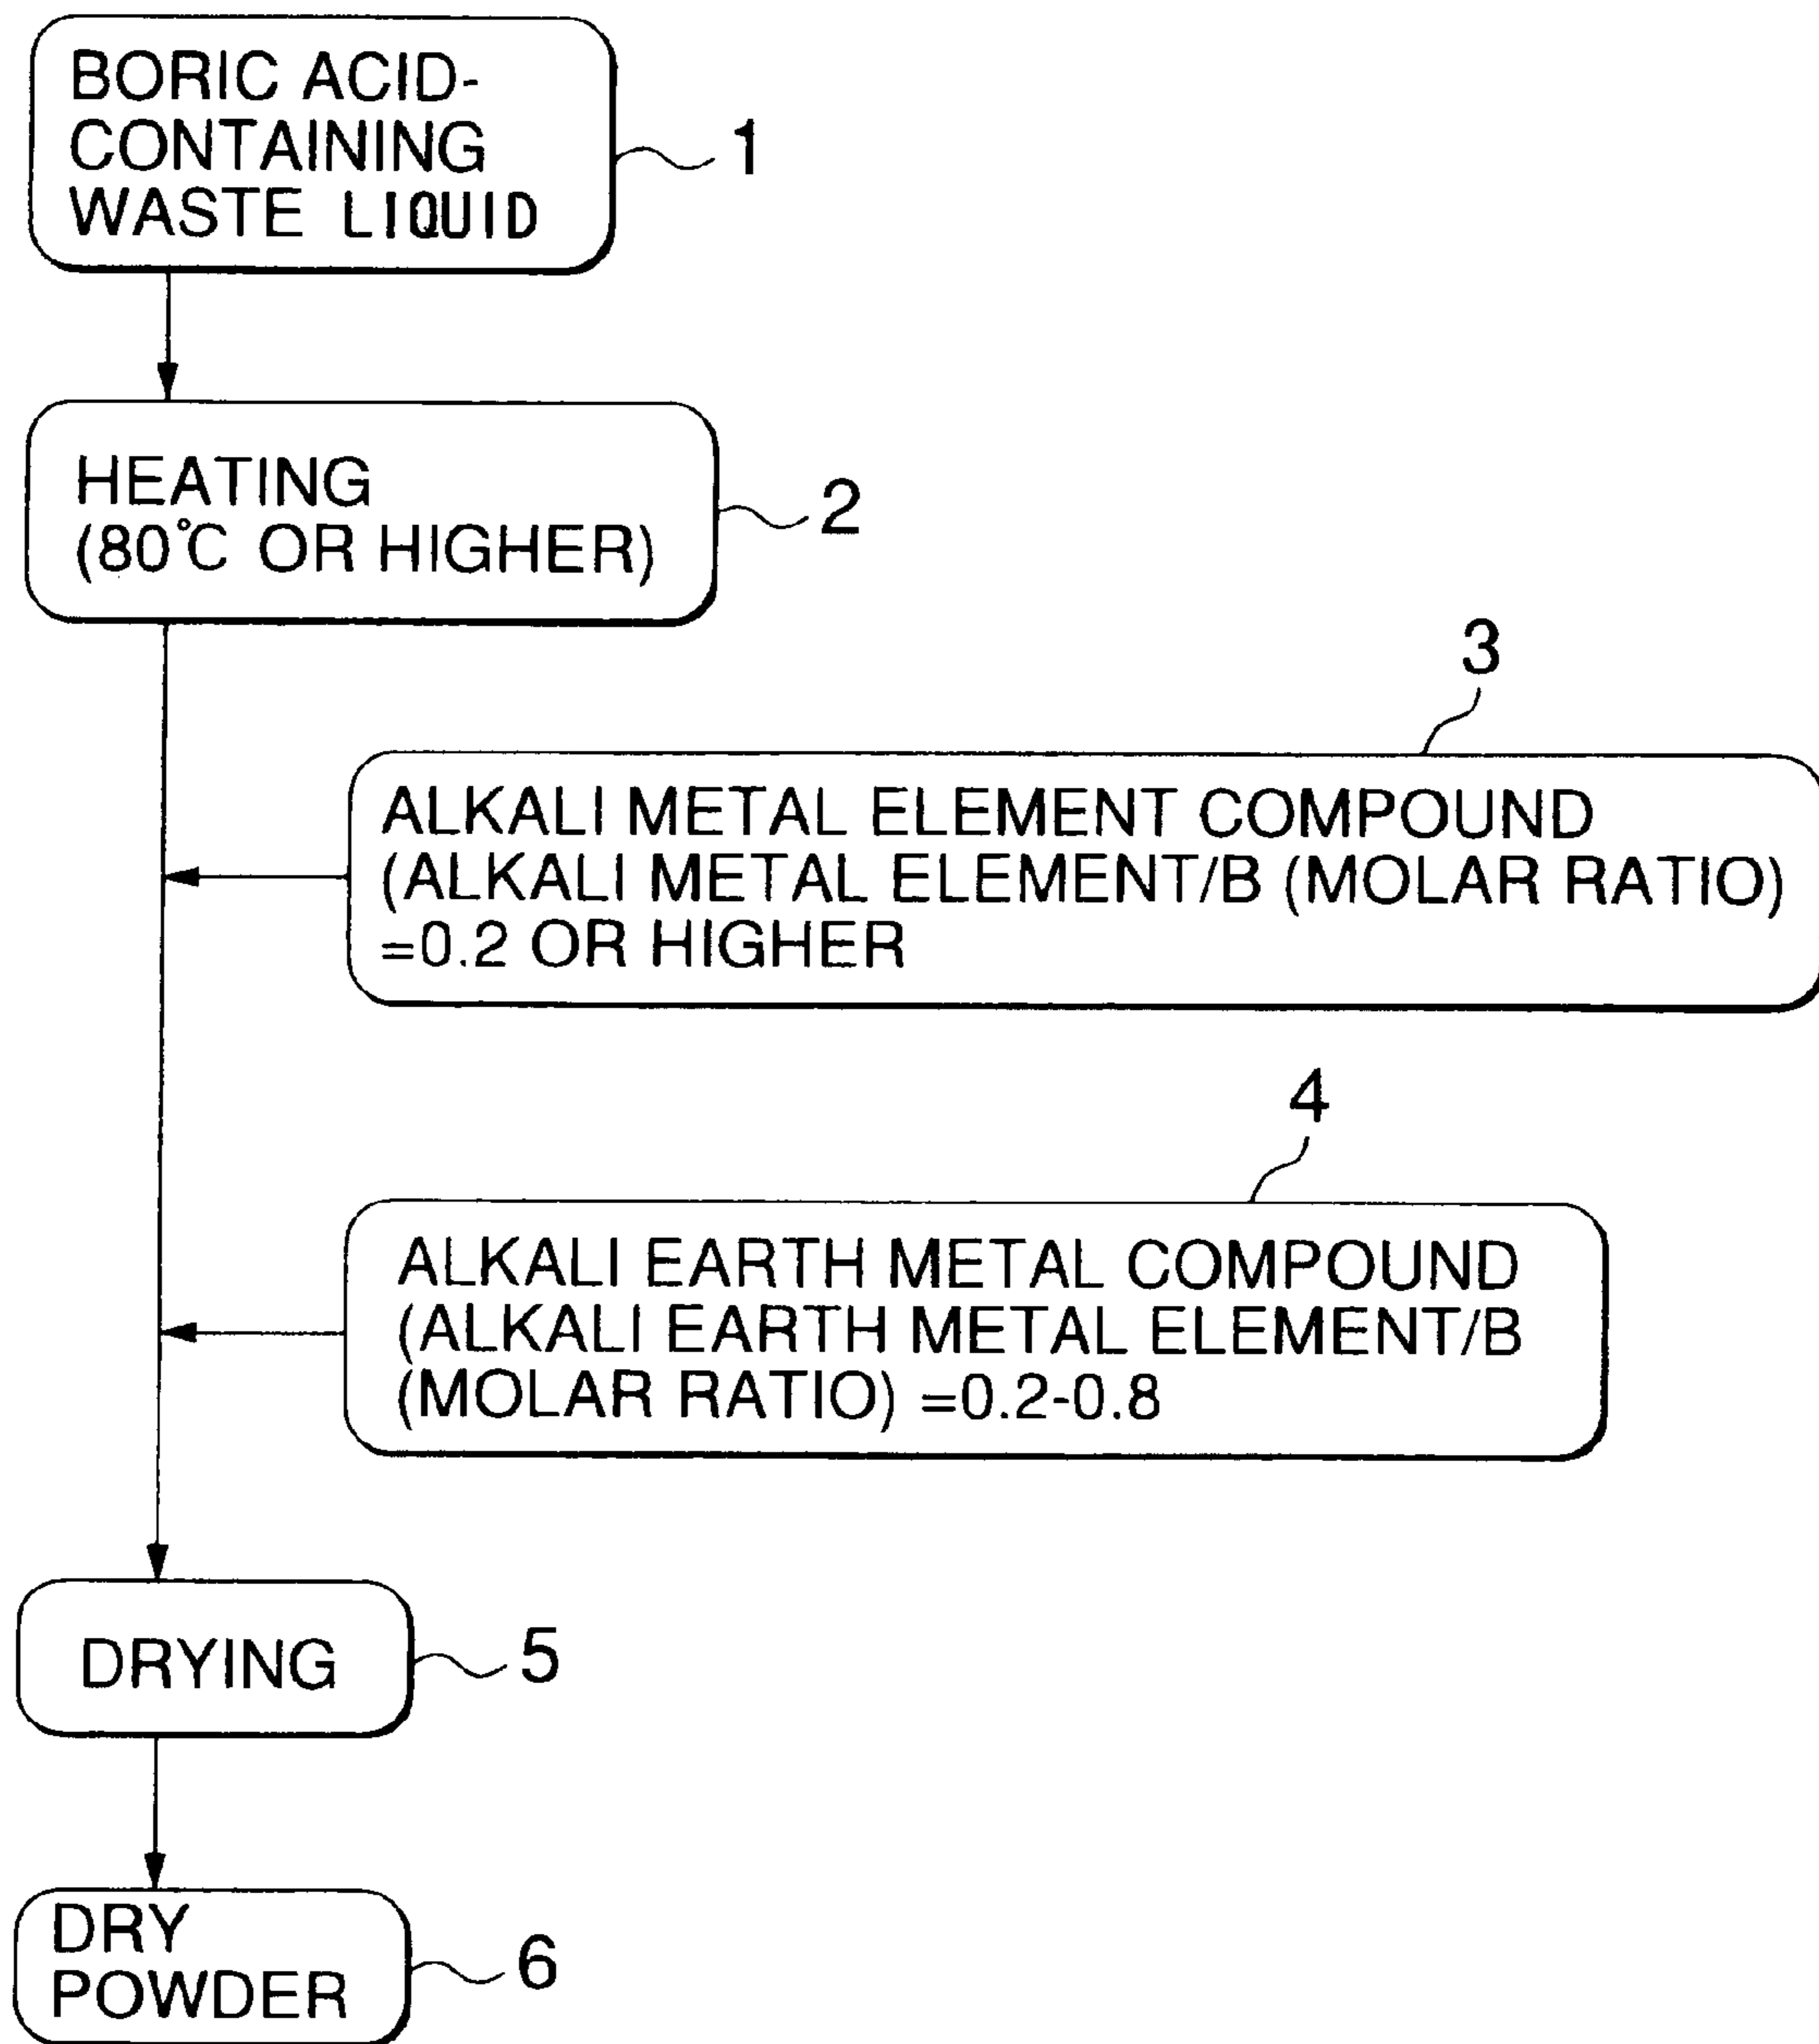 BORIC ACID-
CONTAINING
WASTE LIQUID
1
HEATING
(80°C OR HIGHER)
2
3
ALKALI METAL ELEMENT COMPOUND
(ALKALI METAL ELEMENT/B (MOLAR RATIO)
=0.2 OR HIGHER
4
ALKALI EARTH METAL COMPOUND
(ALKALI EARTH METAL ELEMENT/B
(MOLAR RATIO) =0.2-0.8
DRYING
5
DRY
POWDER
6